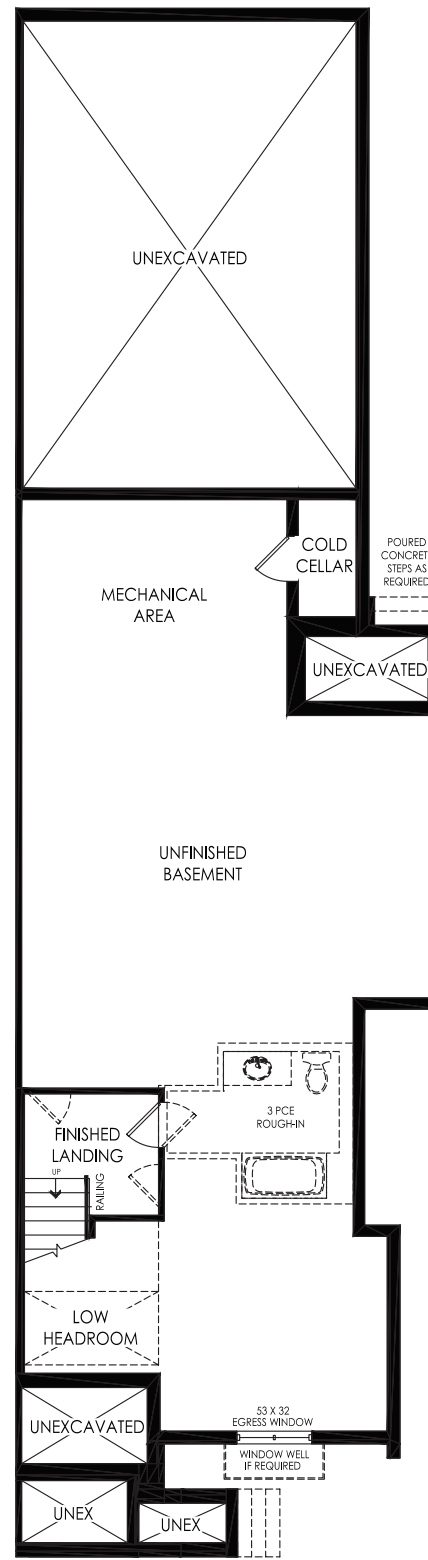 UNEXCAVATED
COLD
CELLAR
POURED
CONCRET
STEPS AS
REQUIRED
MECHANICAL
AREA
UNEXCAVATED
UNFINISHED
BASEMENT
3 PCE
ROUGH-IN
FINISHED
LANDING
UP
RAILING
LOW
HEADROOM
53 X 32
EGRESS WINDOW
UNEXCAVATED
WINDOW WELL
IF REQUIRED
UNEX
UNEX